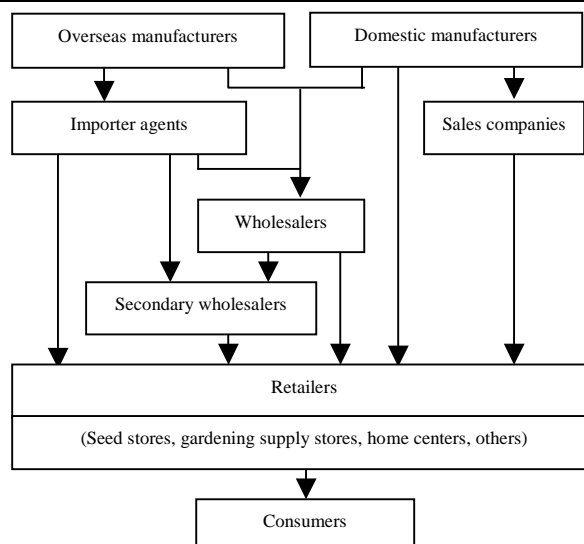 Overseas manufacturers
Domestic manufacturers
Importer agents
Sales companies
Wholesalers
Secondary wholesalers
Retailers
(Seed stores, gardening supply stores, home centers, others)
Consumers